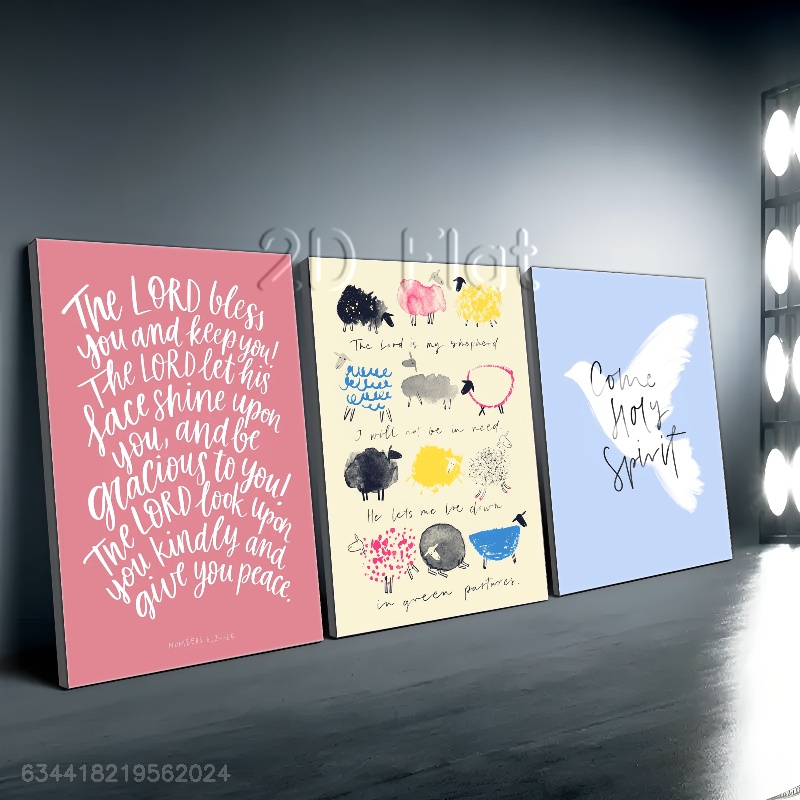 2D Flat
The LORD bless
you and keep you!
The LORD let his
face shine upon
you, and be
gracious to you!
The LORD look upon
you kindly and
give you peace.
NUMBERS 6:24-26
The Lord is my shepherd
I will not be in need.
He lets me lie down
in green pastures.
Come
Holy
Spirit
634418219562024